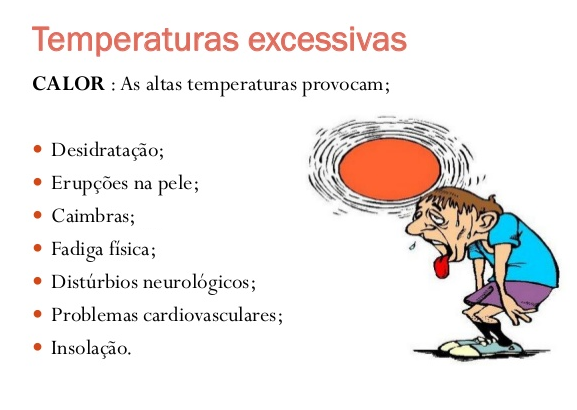 Temperaturas excessivas
CALOR : As altas temperaturas provocam;
• Desidratação;
• Erupções na pele;
• Caimbras;
• Fadiga física;
• Distúrbios neurológicos;
• Problemas cardiovasculares;
• Insolação.